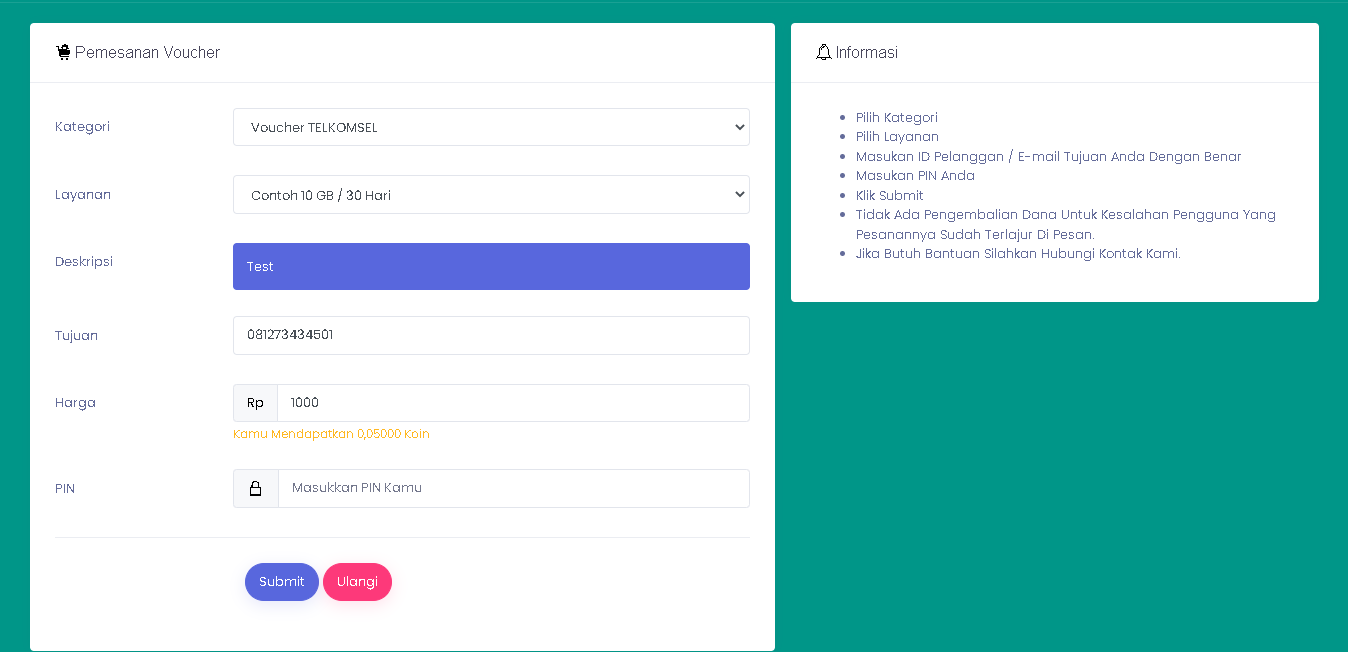 Pemesanan Voucher
Kategori
Voucher TELKOMSEL
Layanan
Contoh 10 GB / 30 Hari
Deskripsi
Test
Tujuan
081273434501
Harga
Rp 1000
Kamu Mendapatkan 0,05000 Koin
PIN
Masukkan PIN Kamu
Submit Ulangi
Informasi
Pilih Kategori
Pilih Layanan
Masukan ID Pelanggan / E-mail Tujuan Anda Dengan Benar
Masukan PIN Anda
Klik Submit
Tidak Ada Pengembalian Dana Untuk Kesalahan Pengguna Yang
Pesanannya Sudah Terlajur Di Pesan.
Jika Butuh Bantuan Silahkan Hubungi Kontak Kami.